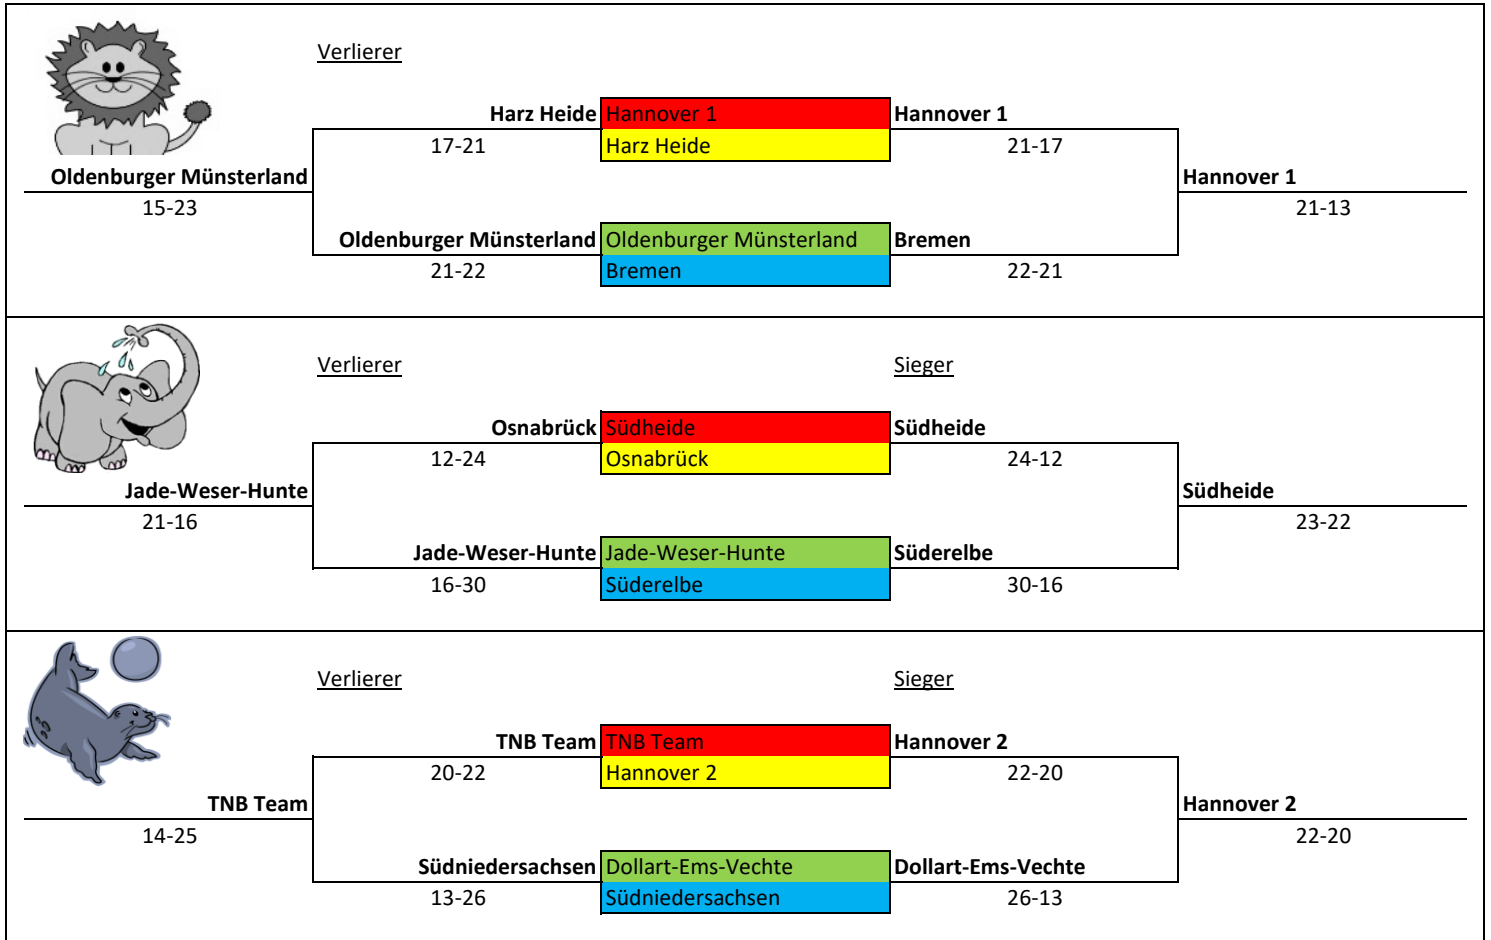 Verlierer
Harz Heide Hannover 1 Hannover 1
17-21 Harz Heide 21-17
Oldenburger Münsterland Hannover 1
15-23 21-13
Oldenburger Münsterland Oldenburger Münsterland Bremen
21-22 Bremen 22-21
Verlierer Sieger
Osnabrück Südheide Südheide
12-24 Osnabrück 24-12
Jade-Weser-Hunte Südheide
21-16 23-22
Jade-Weser-Hunte Jade-Weser-Hunte Süderelbe
16-30 Süderelbe 30-16
Verlierer Sieger
TNB Team TNB Team Hannover 2
20-22 Hannover 2 22-20
TNB Team Hannover 2
14-25 22-20
Südniedersachsen Dollart-Ems-Vechte Dollart-Ems-Vechte
13-26 Südniedersachsen 26-13